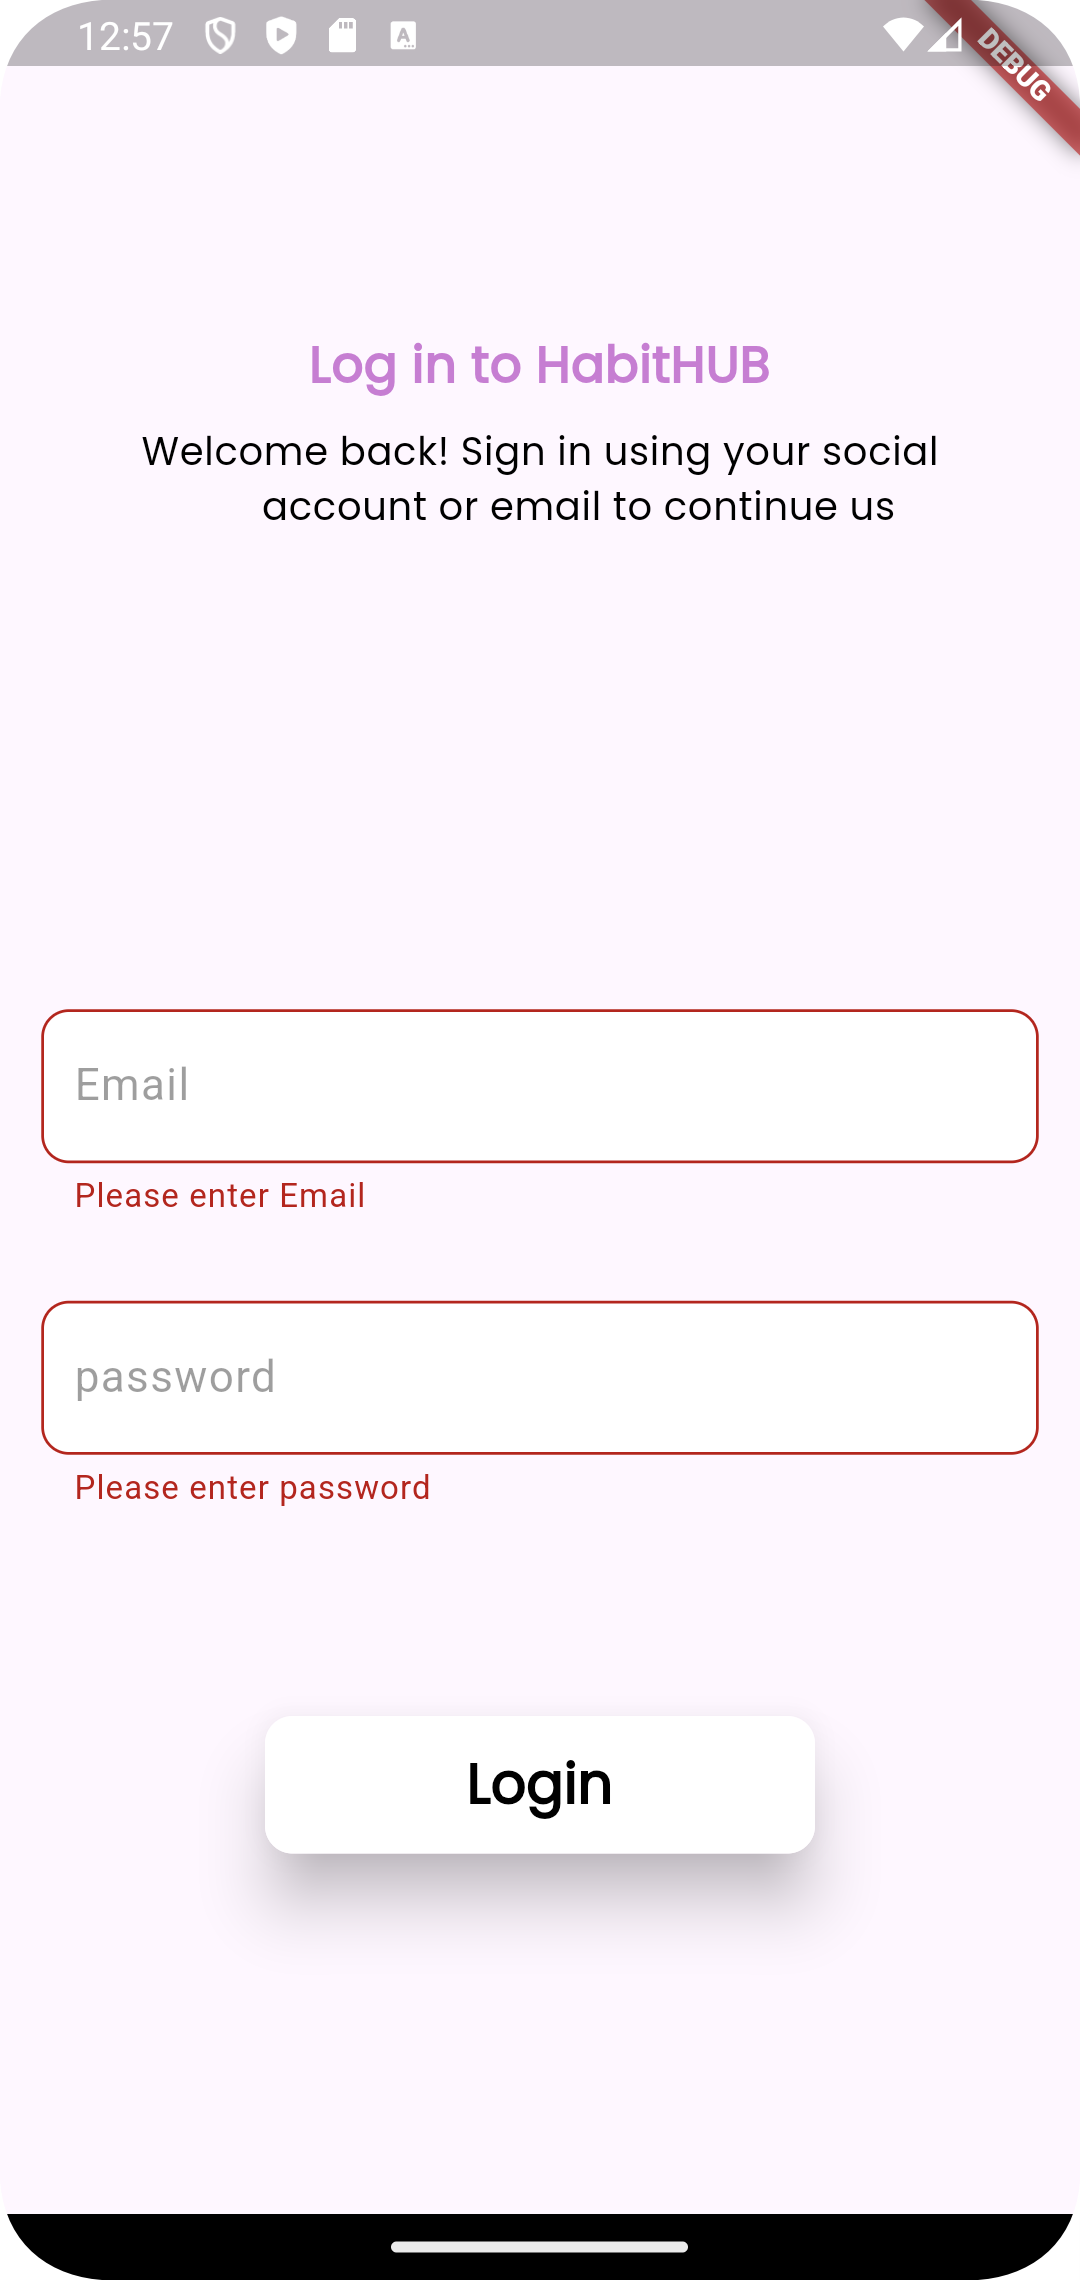 12:57
DEBUG
Log in to HabitHUB
Welcome back! Sign in using your social
account or email to continue us
Email
Please enter Email
password
Please enter password
Login